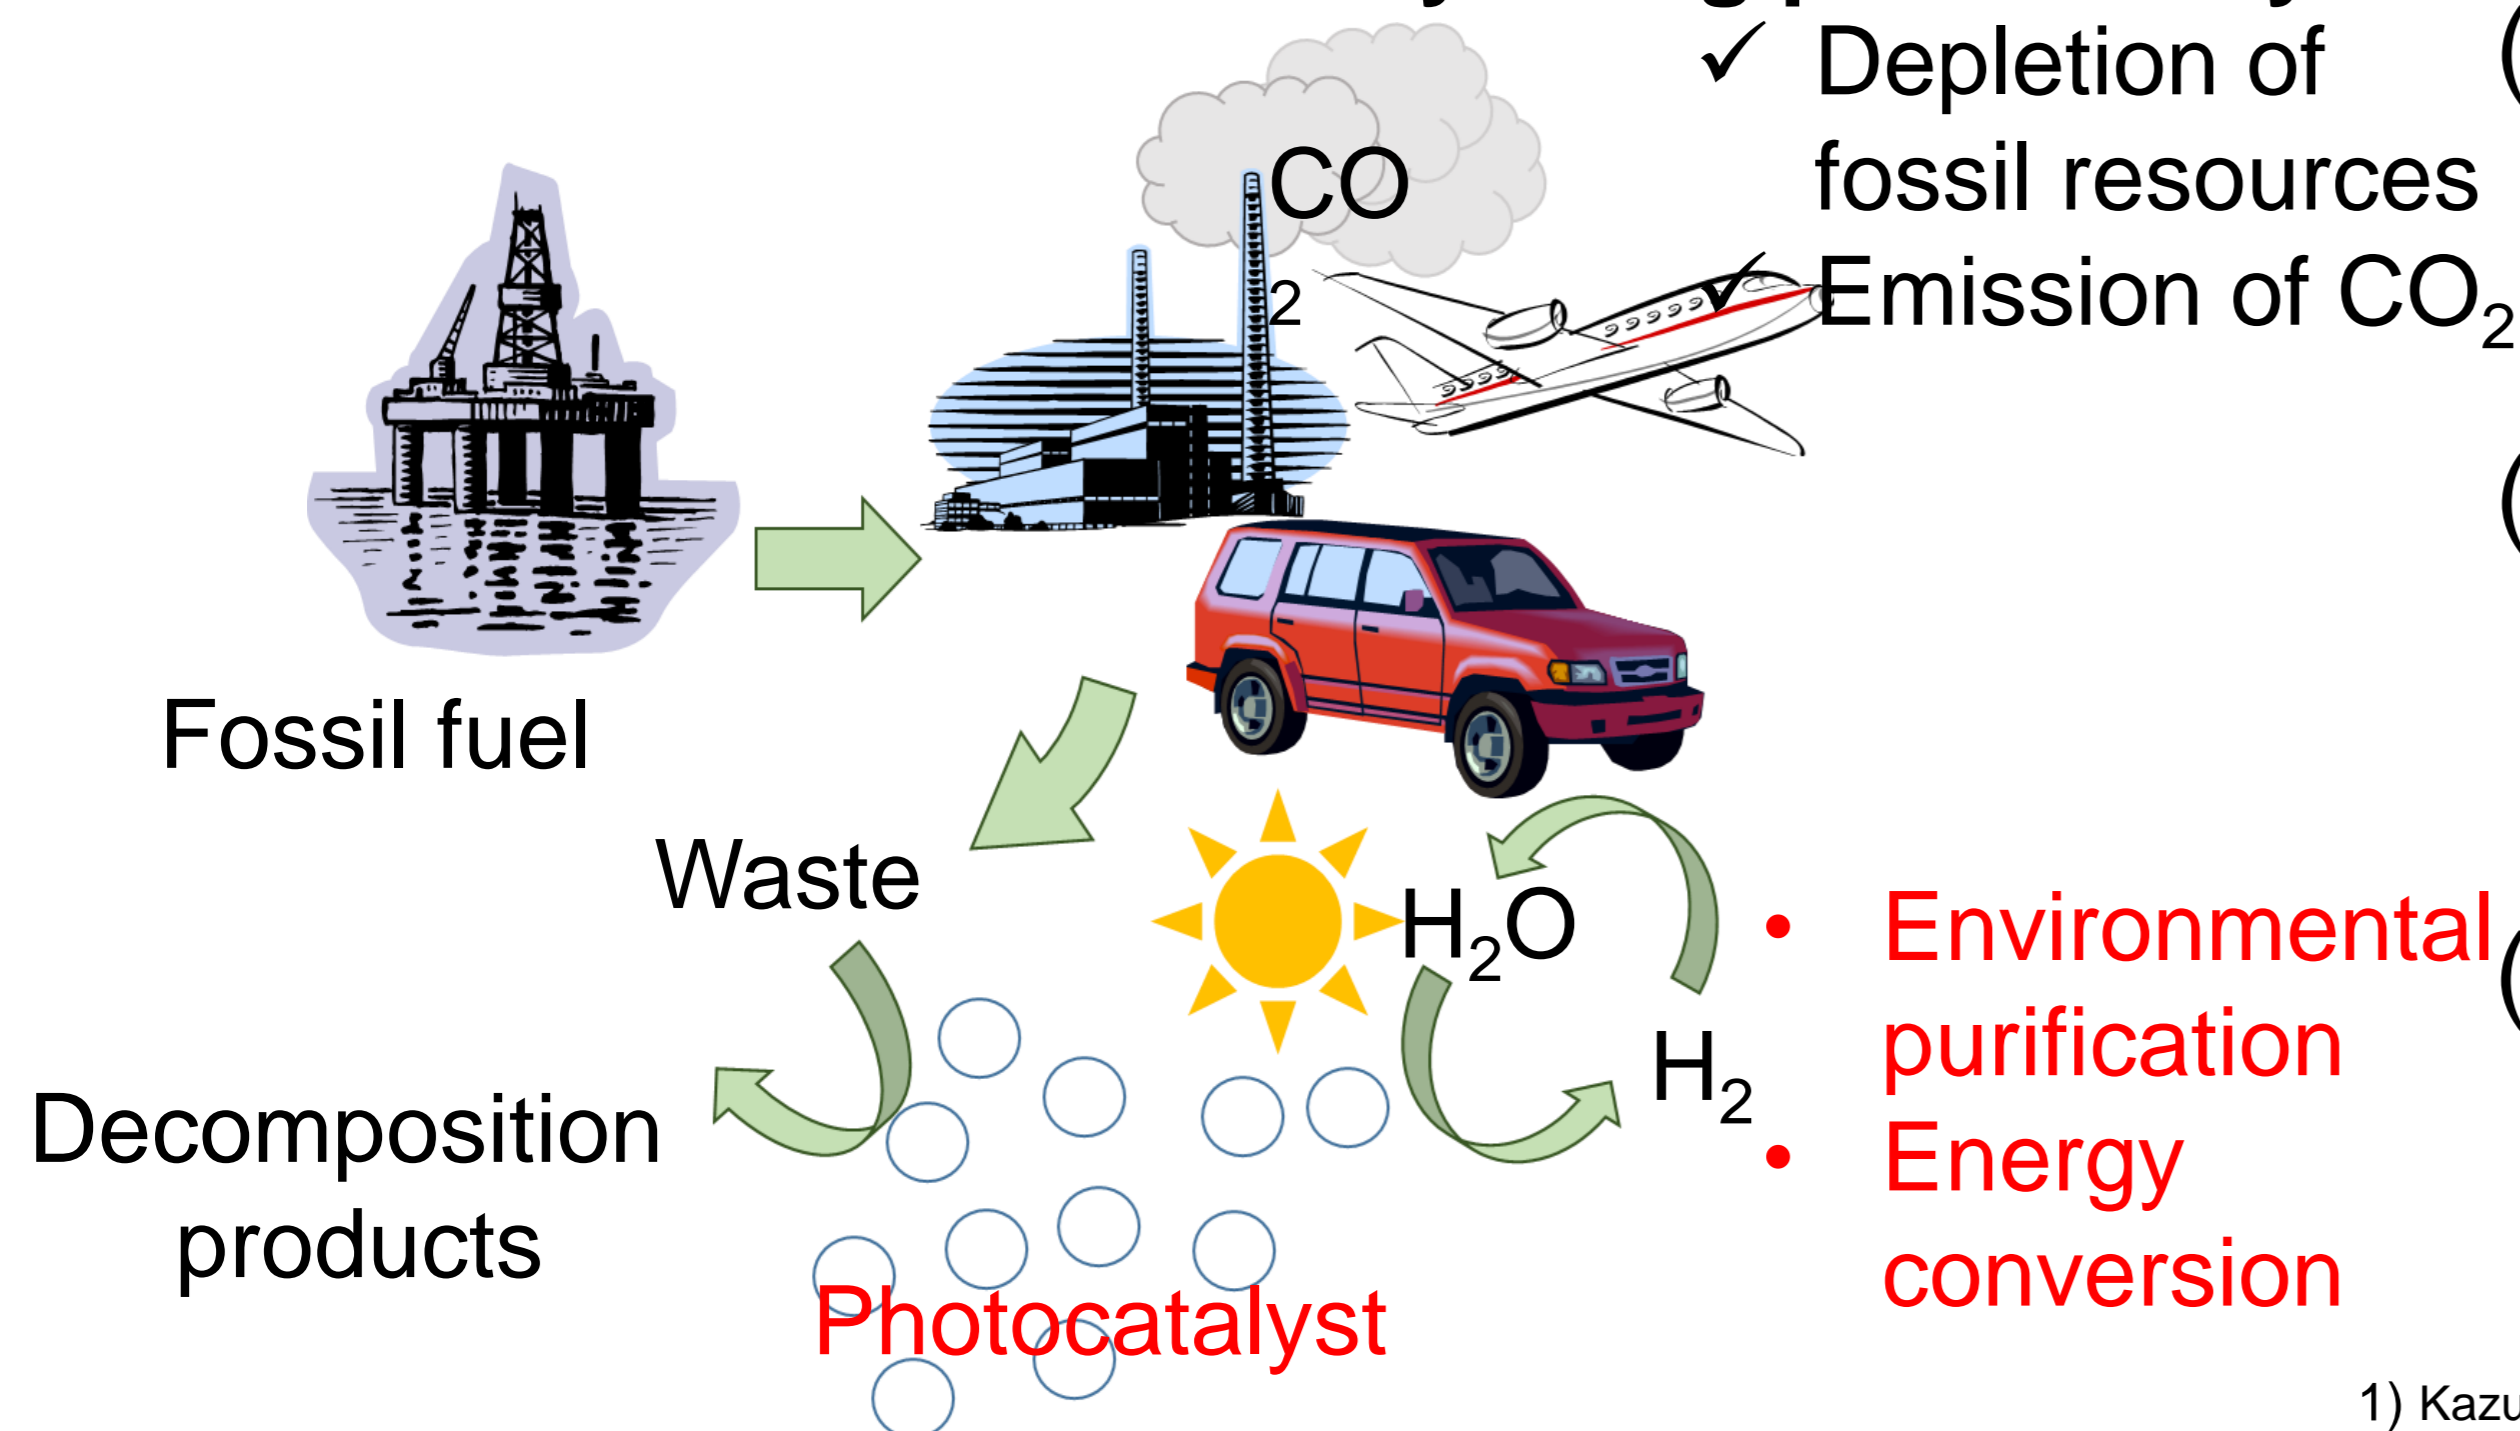 ✓ Depletion of
fossil resources
✓ Emission of CO₂
CO
2
Fossil fuel
Waste
H₂O
H₂
Decomposition
products
Photocatalyst
• Environmental
purification
• Energy
conversion
1)